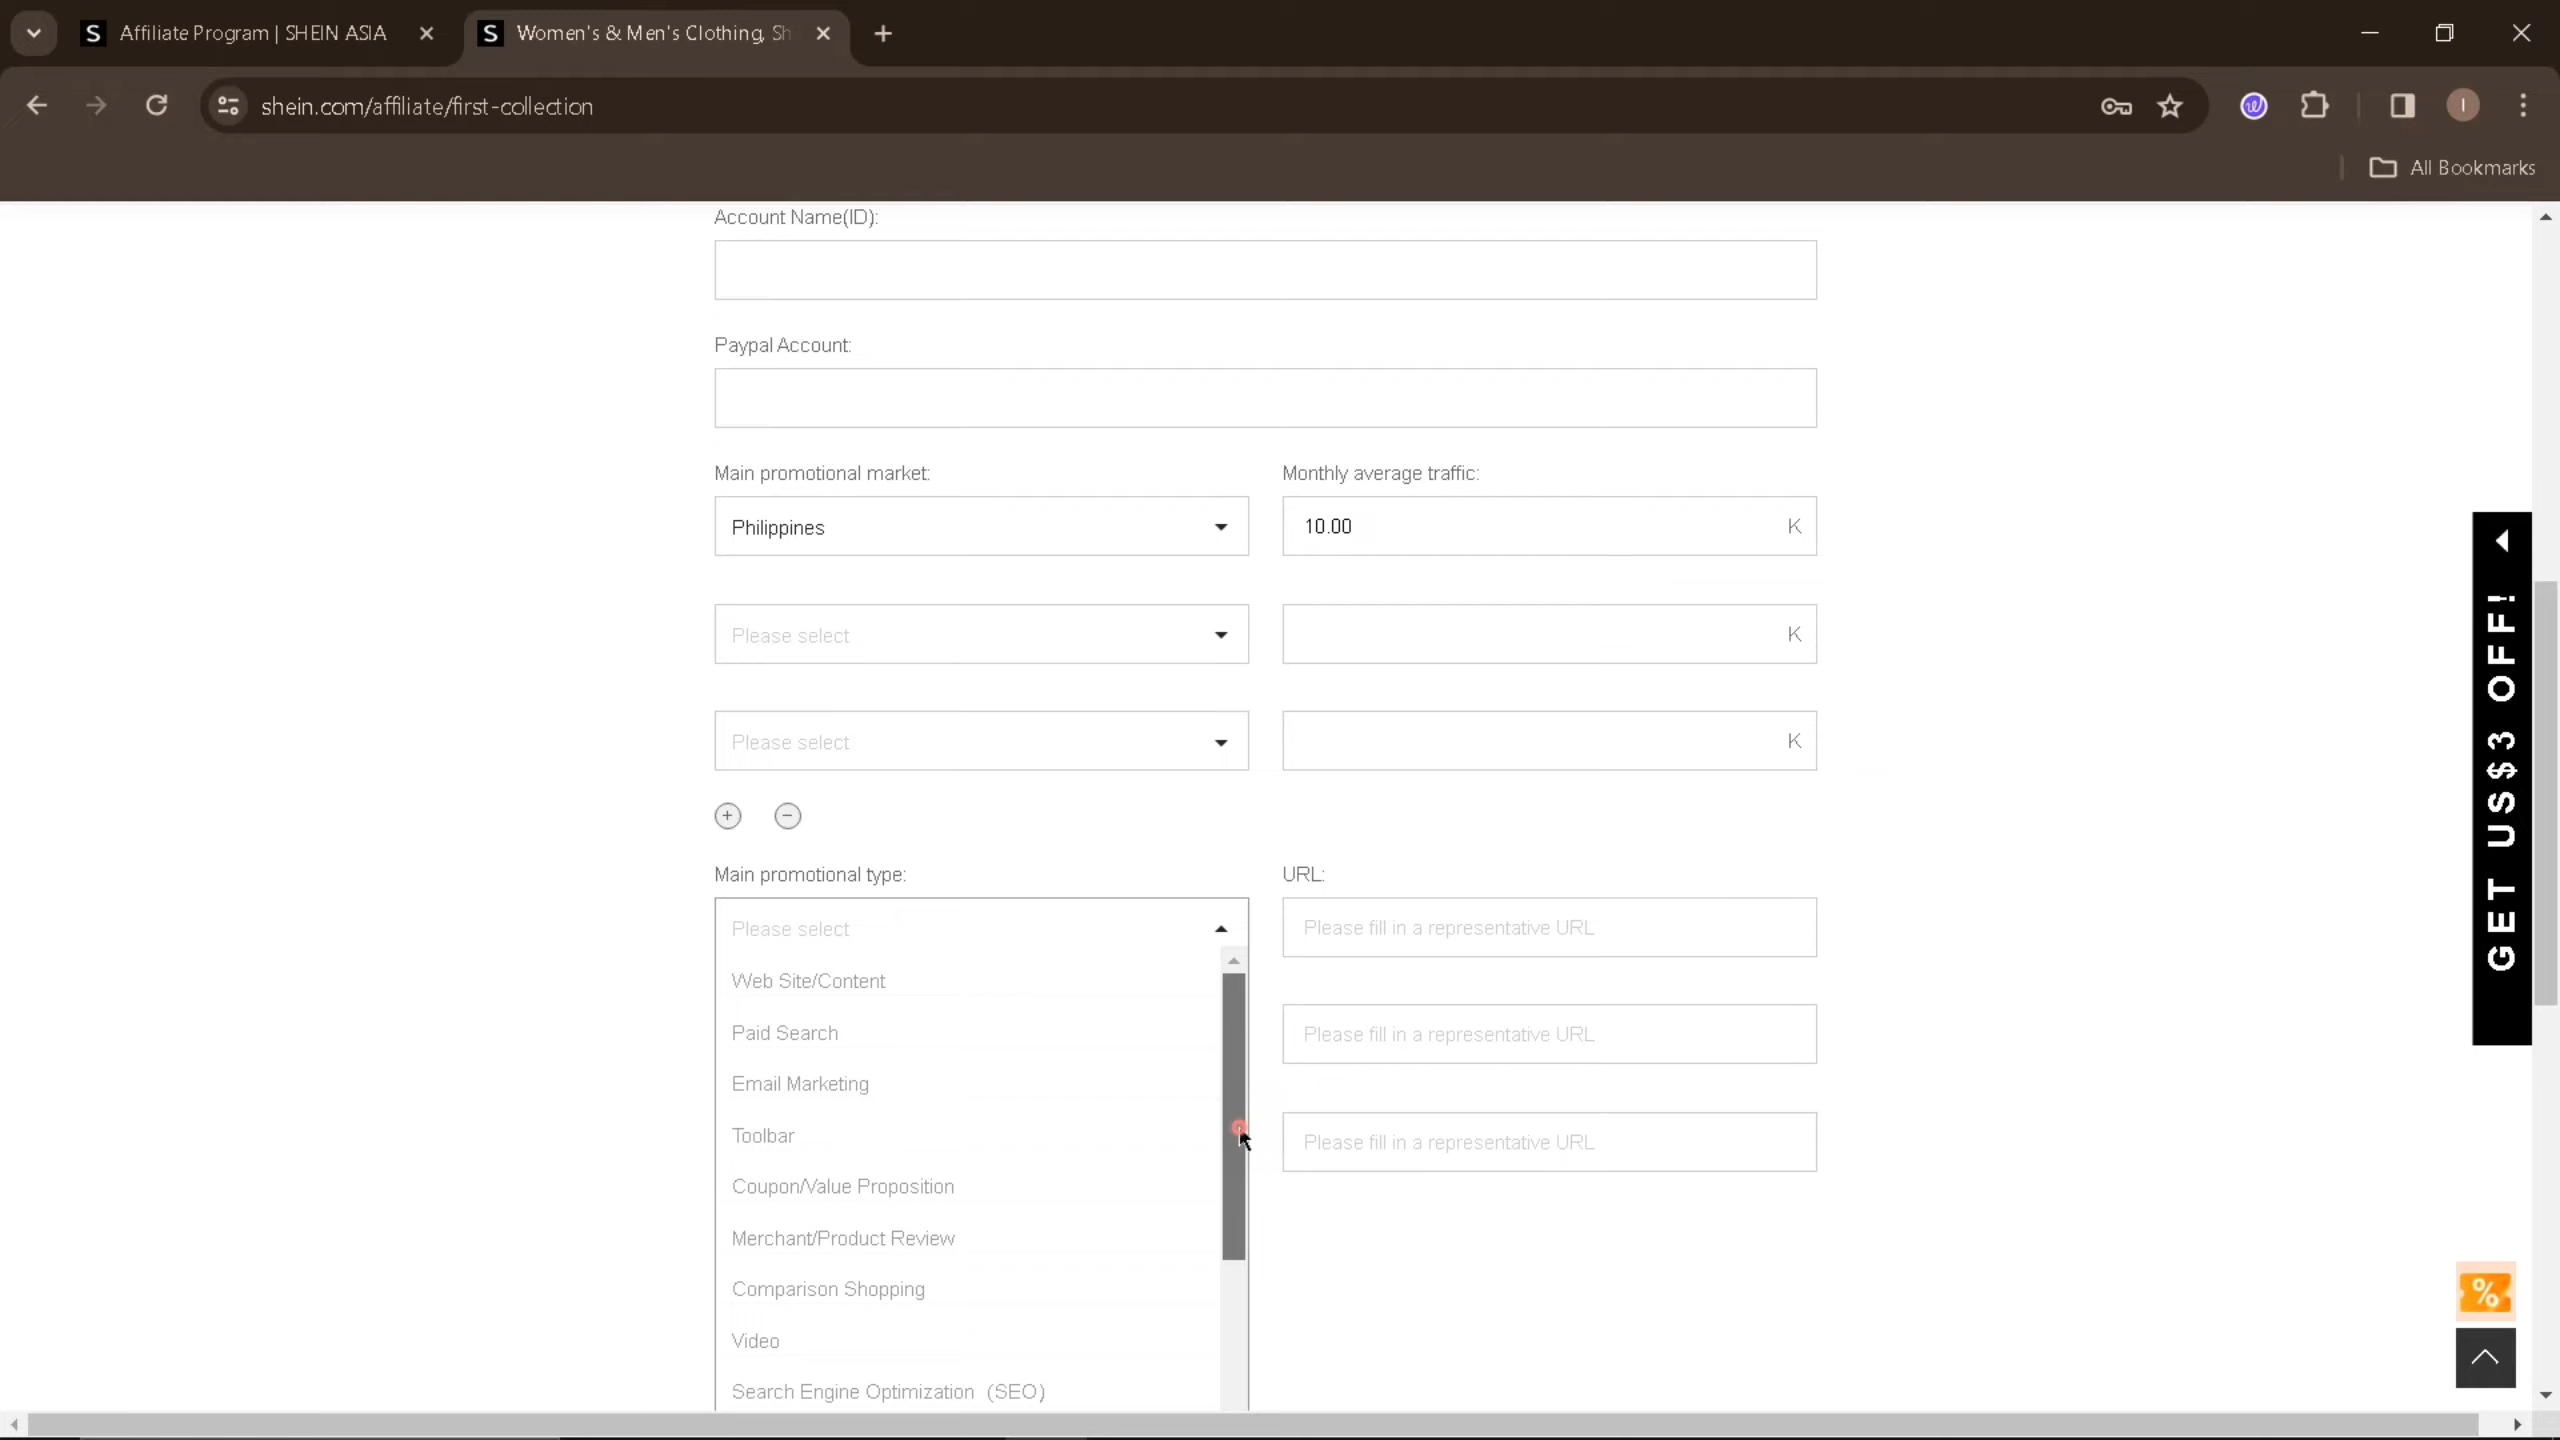 Affiliate Program | SHEIN ASIA
Women's & Men's Clothing, Sh
shein.com/affiliate/first-collection
I
All Bookmarks
Account Name(ID):
Paypal Account:
Main promotional market:
Monthly average traffic:
Philippines
10.00 K
Please select
K
Please select
K
Main promotional type:
URL:
Please select
Please fill in a representative URL
Web Site/Content
Paid Search
Please fill in a representative URL
Email Marketing
Toolbar
Please fill in a representative URL
Coupon/Value Proposition
Merchant/Product Review
Comparison Shopping
Video
Search Engine Optimization (SEO)
GET US$3 OFF!
%